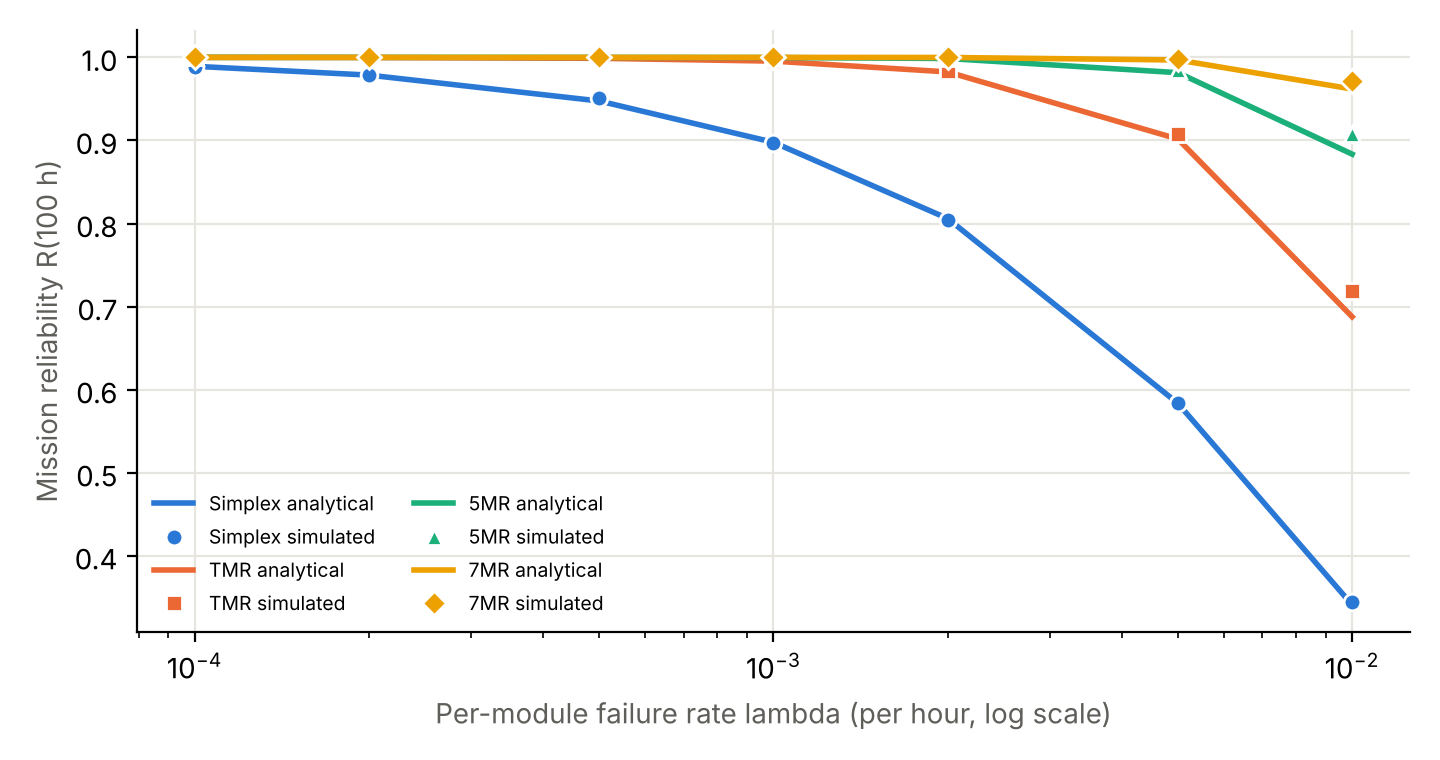 Mission reliability R(100 h)
1.0
0.9
0.8
0.7
0.6
0.5
0.4
Simplex analytical
Simplex simulated
TMR analytical
TMR simulated
5MR analytical
5MR simulated
7MR analytical
7MR simulated
10⁻⁴
10⁻³
10⁻²
Per-module failure rate lambda (per hour, log scale)